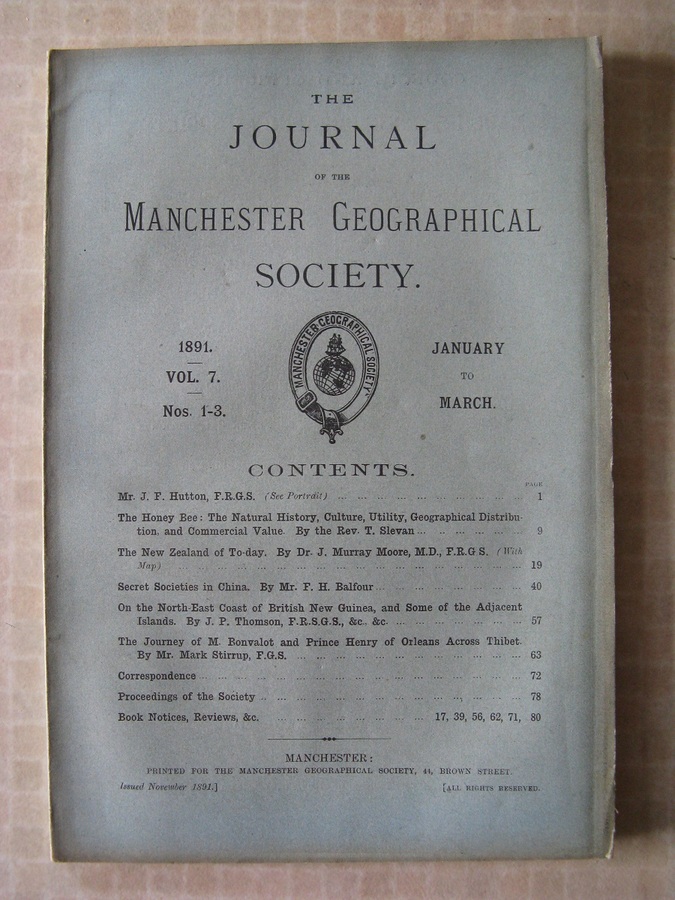 THE
JOURNAL
OF THE
MANCHESTER GEOGRAPHICAL
SOCIETY.
MANCHESTER GEOGRAPHICAL SOCIETY.
1891.
VOL. 7.
Nos. 1-3.
JANUARY
TO
MARCH.
CONTENTS.
PAGE
Mr. J. F. Hutton, F.R.G.S. (See Portrait) ... 1
The Honey Bee: The Natural History, Culture, Utility, Geographical Distribu-
tion, and Commercial Value. By the Rev. T. Slevan ... 9
The New Zealand of To-day. By Dr. J. Murray Moore, M.D., F.R.G S. (With
Map) ... 19
Secret Societies in China. By Mr. F. H. Balfour ... 40
On the North-East Coast of British New Guinea, and Some of the Adjacent
Islands. By J. P. Thomson, F.R.S.G.S., &c., &c. ... 57
The Journey of M. Bonvalot and Prince Henry of Orleans Across Thibet.
By Mr. Mark Stirrup, F.G.S. ... 63
Correspondence ... 72
Proceedings of the Society ... 78
Book Notices, Reviews, &c. ... 17, 39, 56, 62, 71, 80
MANCHESTER:
PRINTED FOR THE MANCHESTER GEOGRAPHICAL SOCIETY, 44, BROWN STREET.
Issued November 1891.]
[ALL RIGHTS RESERVED.